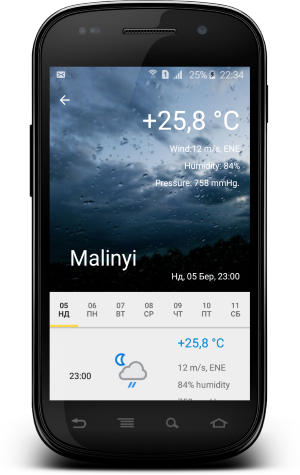 25% 22:34
+25,8 °C
Wind:12 m/s, ENE
Humidity: 84%
Pressure: 758 mmHg.
Malinyi
Нд, 05 Бер, 23:00
05 06 07 08 09 10 11
НД ПН ВТ СР ЧТ ПТ СБ
+25,8 °C
23:00
12 m/s, ENE
84% humidity